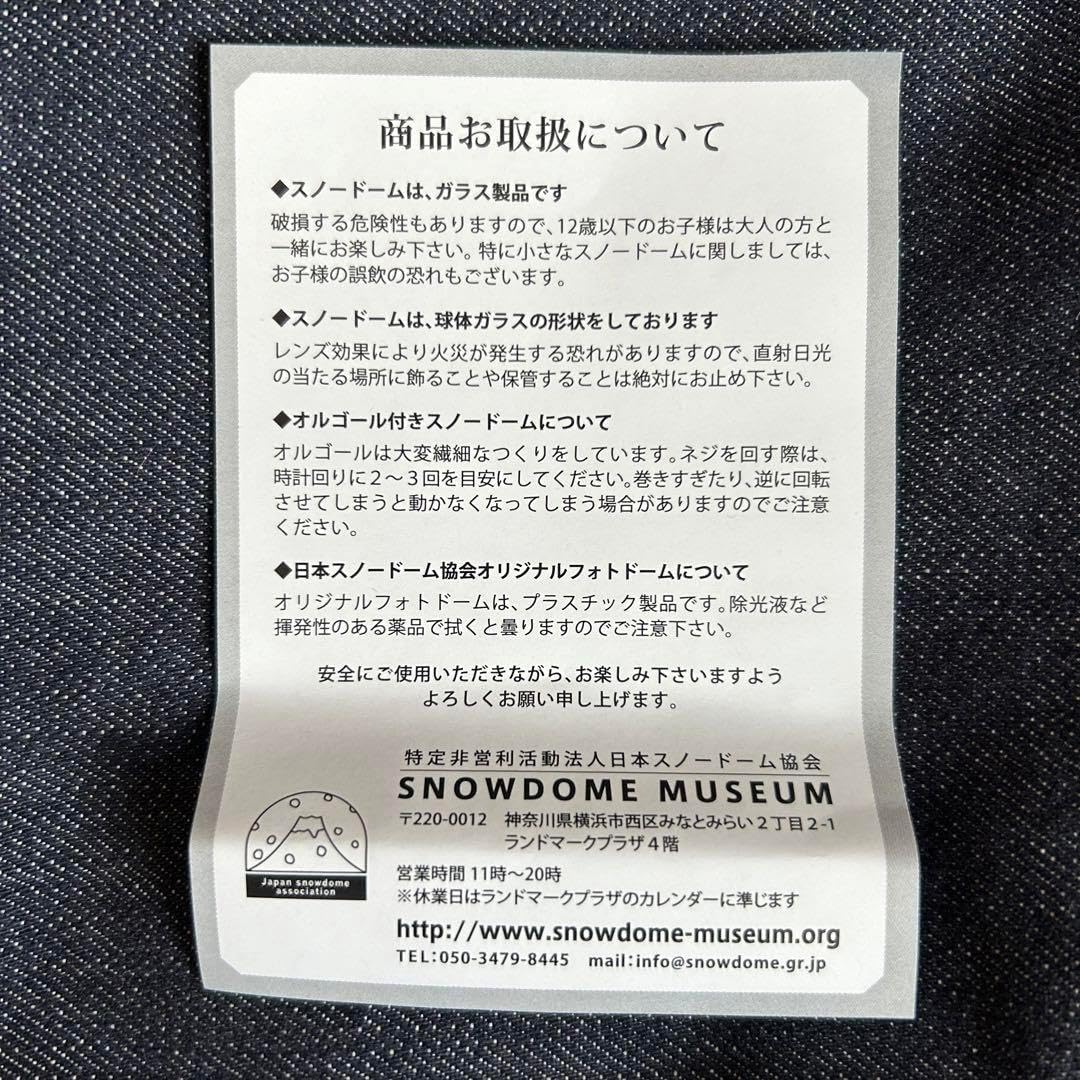 商品お取扱について
◆スノードームは、ガラス製品です
破損する危険性もありますので、12歳以下のお子様は大人の方と
一緒にお楽しみ下さい。特に小さなスノードームに関しましては、
お子様の誤飲の恐れもございます。
◆スノードームは、球体ガラスの形状をしております
レンズ効果により火災が発生する恐れがありますので、直射日光
の当たる場所に飾ることや保管することは絶対にお止め下さい。
◆オルゴール付きスノードームについて
オルゴールは大変繊細なつくりをしています。ネジを回す際は、
時計回りに２～３回を目安にしてください。巻きすぎたり、逆に回転
させてしまうと動かなくなってしまう場合がありますのでご注意
ください。
◆日本スノードーム協会オリジナルフォトドームについて
オリジナルフォトドームは、プラスチック製品です。除光液など
揮発性のある薬品で拭くと曇りますのでご注意下さい。
安全にご使用いただきながら、お楽しみ下さいますよう
よろしくお願い申し上げます。
特定非営利活動法人日本スノードーム協会
SNOWDOME MUSEUM
〒220-0012 神奈川県横浜市西区みなとみらい２丁目２-１
ランドマークプラザ４階
営業時間 11時～20時
※休業日はランドマークプラザのカレンダーに準じます
http://www.snowdome-museum.org
TEL:050-3479-8445 mail:info@snowdome.gr.jp
Japan snowdome
association